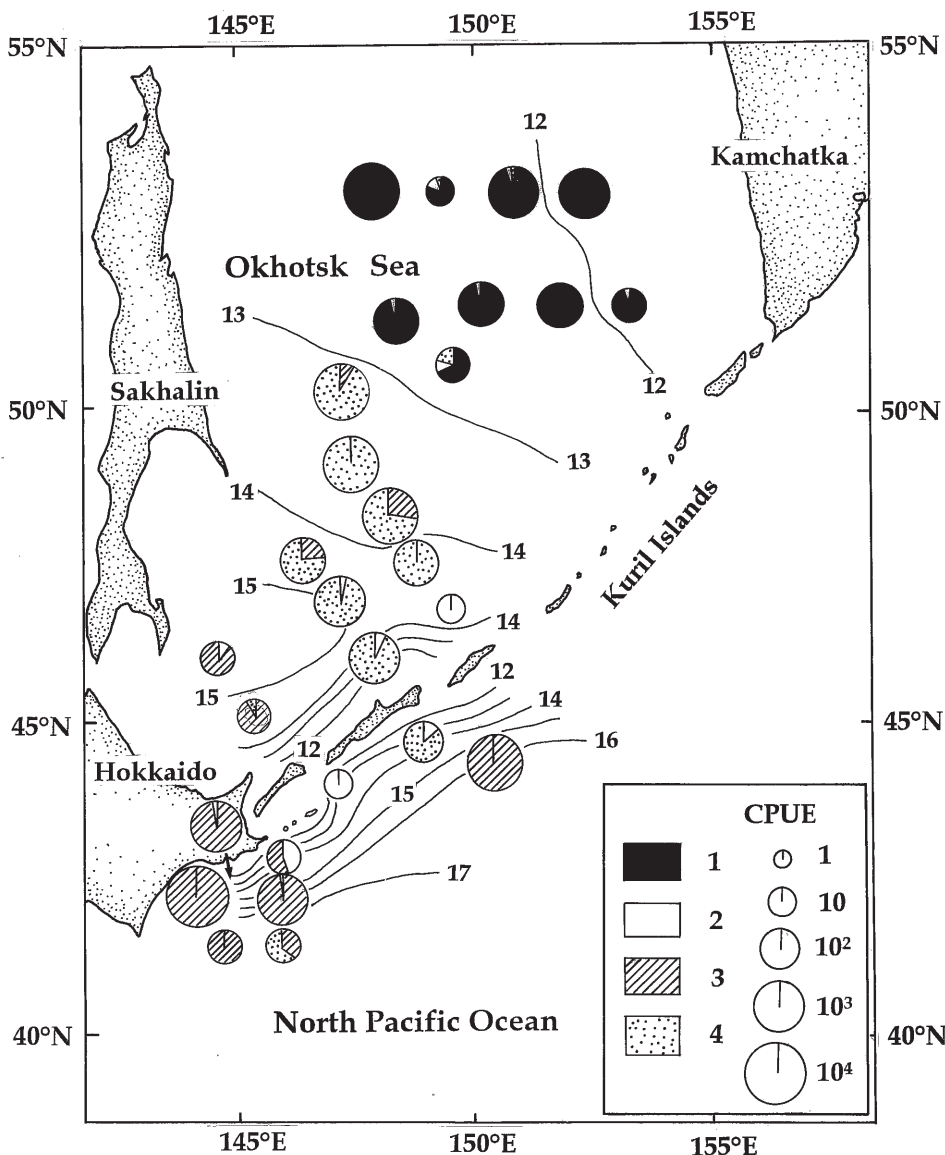 145°E 150°E 155°E
55°N 55°N
12
Kamchatka
Okhotsk Sea
13
12
Sakhalin
50°N 50°N
13
14
Kuril Islands
14
15
14
15
12
14
45°N 45°N
16
12
Hokkaido
15
CPUE
1 1
17
2 10
3 10²
4 10³
10⁴
North Pacific Ocean
40°N 40°N
145°E 150°E 155°E